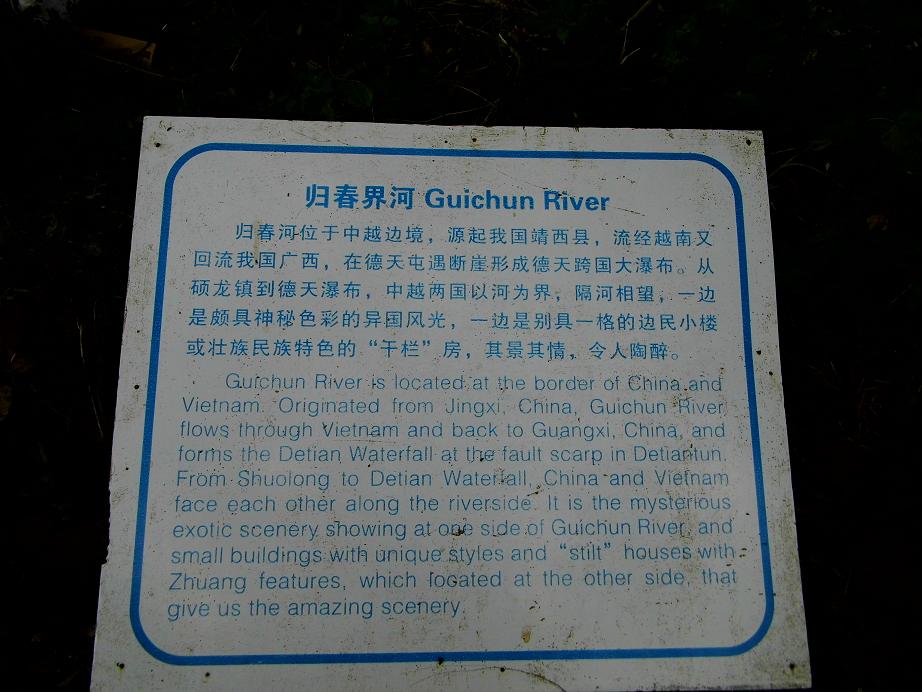 归春界河 Guichun River
归春河位于中越边境，源起我国靖西县，流经越南又
回流我国广西，在德天屯遇断崖形成德天跨国大瀑布。从
硕龙镇到德天瀑布，中越两国以河为界，隔河相望，一边
是颇具神秘色彩的异国风光，一边是别具一格的边民小楼
或壮族民族特色的“干栏”房，其景其情，令人陶醉。
Guichun River is located at the border of China and
Vietnam. Originated from Jingxi, China, Guichun River
flows through Vietnam and back to Guangxi, China, and
forms the Detian Waterfall at the fault scarp in Detiantun.
From Shuolong to Detian Waterfall, China and Vietnam
face each other along the riverside. It is the mysterious
exotic scenery showing at one side of Guichun River, and
small buildings with unique styles and “stilt” houses with
Zhuang features, which located at the other side, that
give us the amazing scenery.